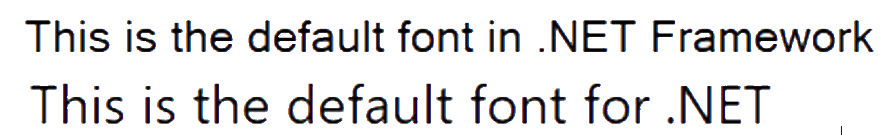 This is the default font in .NET Framework
This is the default font for .NET